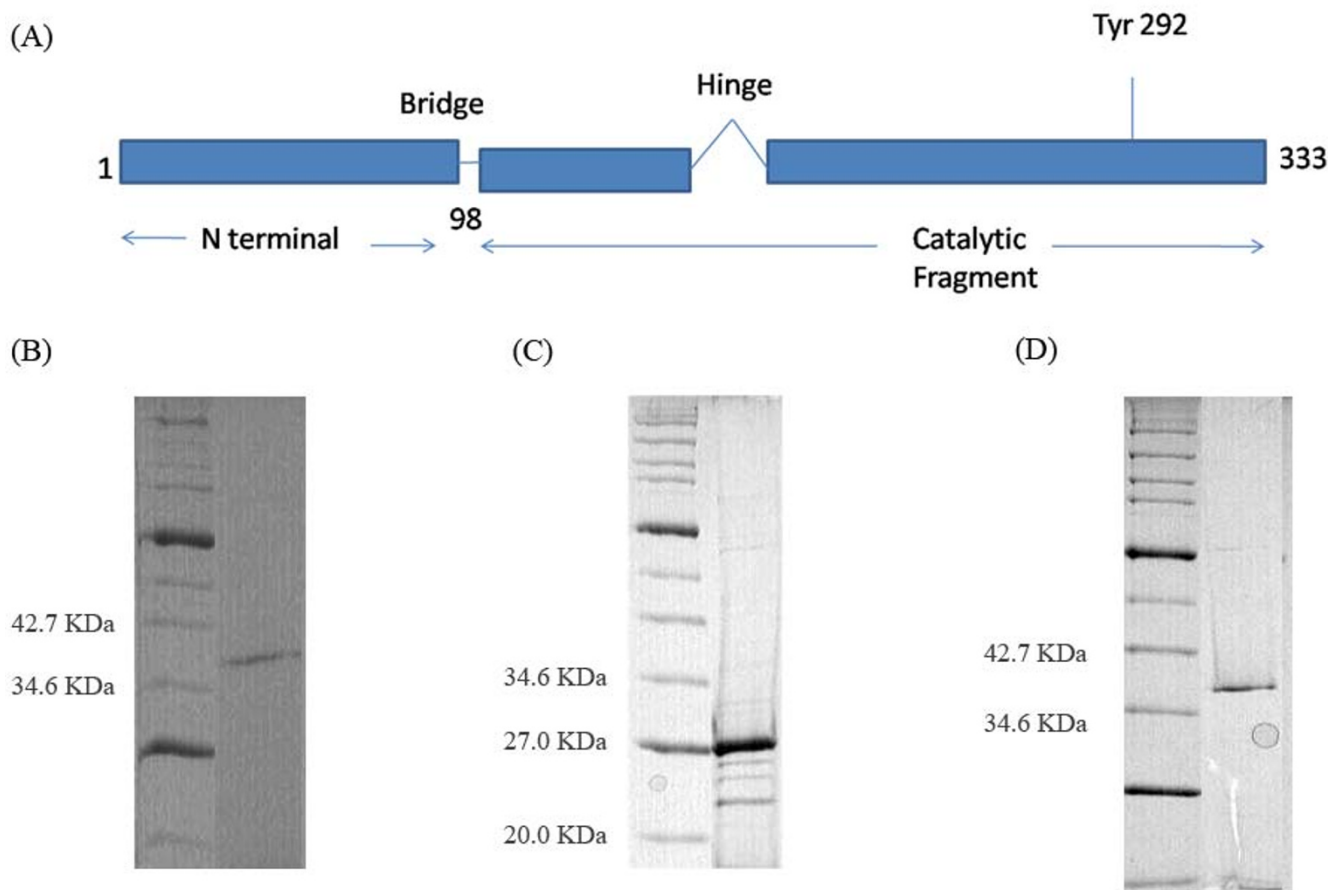 (A)
Tyr 292
Hinge
Bridge
1
333
98
N terminal
Catalytic
Fragment
(B)
(C)
(D)
42.7 KDa
34.6 KDa
34.6 KDa
27.0 KDa
20.0 KDa
42.7 KDa
34.6 KDa